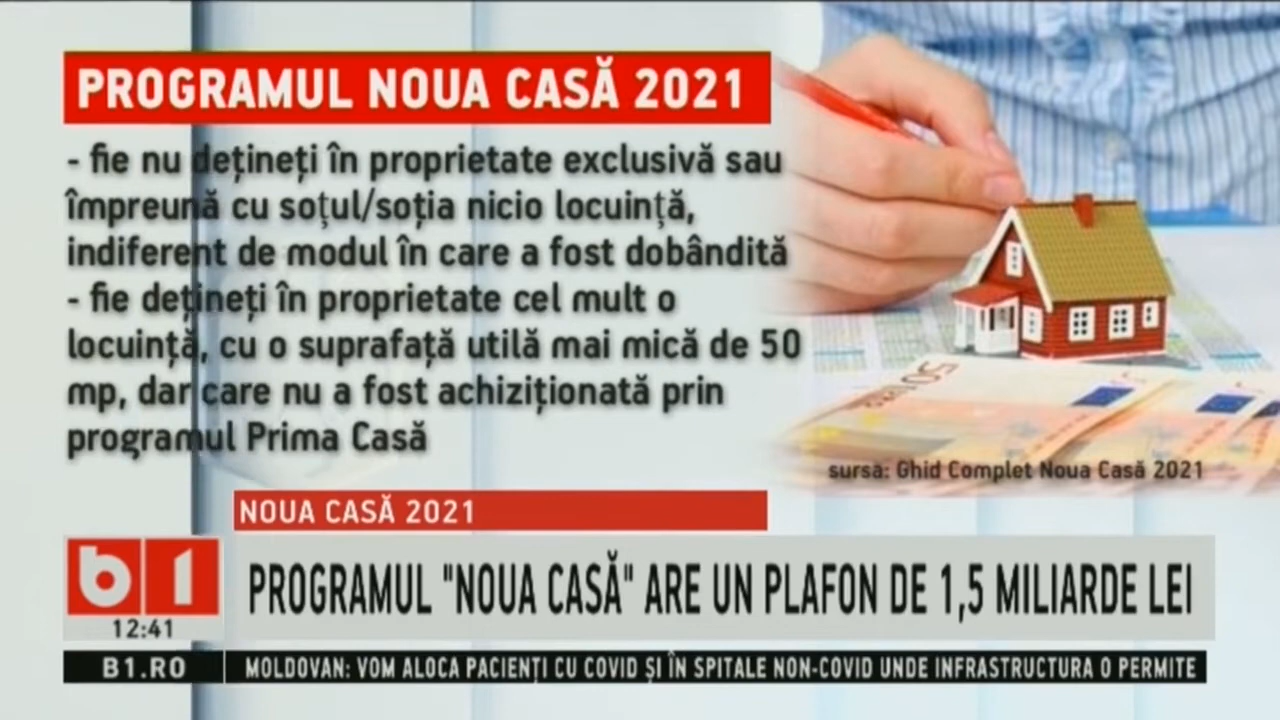 PROGRAMUL NOUA CASĂ 2021
- fie nu dețineți în proprietate exclusivă sau
împreună cu soțul/soția nicio locuință,
indiferent de modul în care a fost dobândită
- fie dețineți în proprietate cel mult o
locuință, cu o suprafață utilă mai mică de 50
mp, dar care nu a fost achiziționată prin
programul Prima Casă
50 EURO
sursa: Ghid Complet Noua Casă 2021
NOUA CASĂ 2021
b1
PROGRAMUL "NOUA CASĂ" ARE UN PLAFON DE 1,5 MILIARDE LEI
12:41
B1.RO
MOLDOVAN: VOM ALOCA PACIENȚI CU COVID ȘI ÎN SPITALE NON-COVID UNDE INFRASTRUCTURA O PERMITE